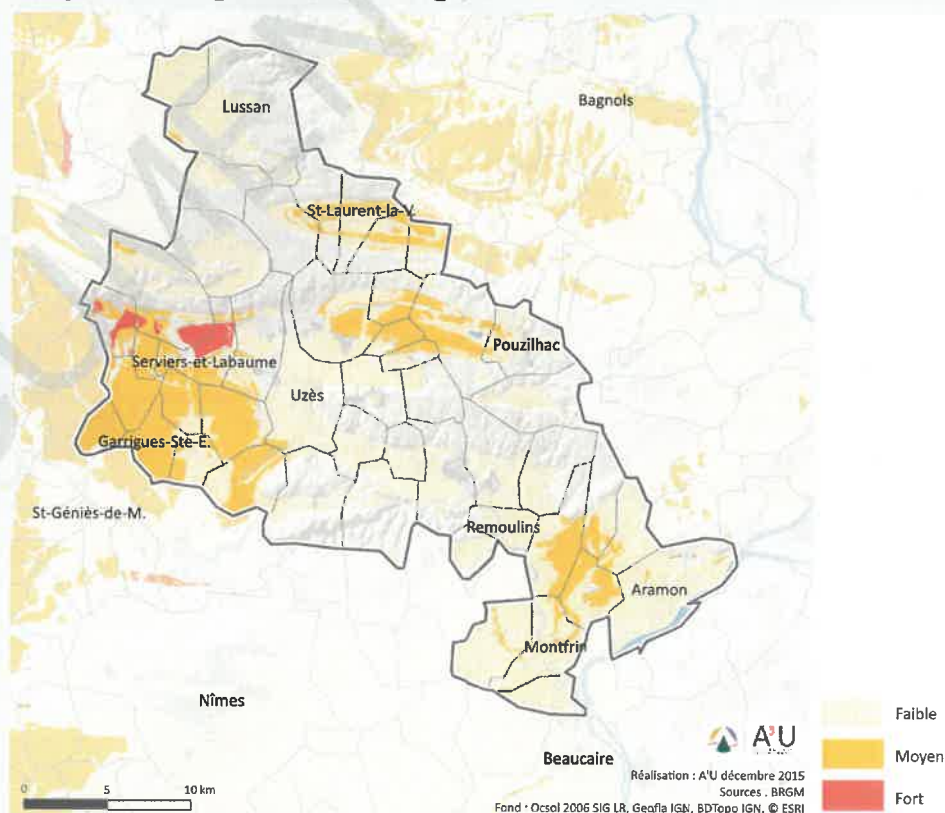 Lussan
Bagnols
St-Laurent-la-V.
Pouzilhac
Serviers-et-Labaume
Uzès
Garrigues-Ste-E.
St-Géniès-de-M.
Remoulins
Aramon
Montfrin
Nîmes
Beaucaire
A'U
Réalisation : A'U décembre 2015
Sources . BRGM
Fond : Ocsol 2006 SIG LR, Geofla IGN, BDTopo IGN, © ESRI
0 5 10 km
Faible
Moyen
Fort